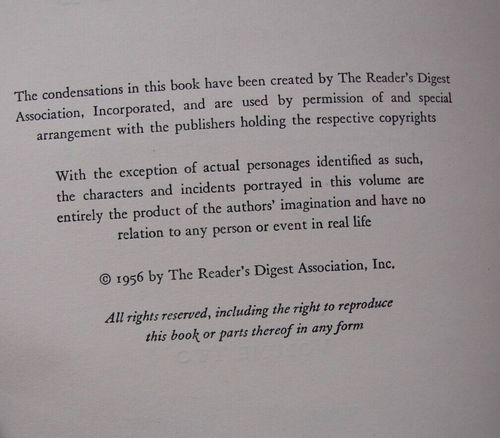 The condensations in this book have been created by The Reader's Digest
Association, Incorporated, and are used by permission of and special
arrangement with the publishers holding the respective copyrights
With the exception of actual personages identified as such,
the characters and incidents portrayed in this volume are
entirely the product of the authors' imagination and have no
relation to any person or event in real life
© 1956 by The Reader's Digest Association, Inc.
All rights reserved, including the right to reproduce
this book or parts thereof in any form